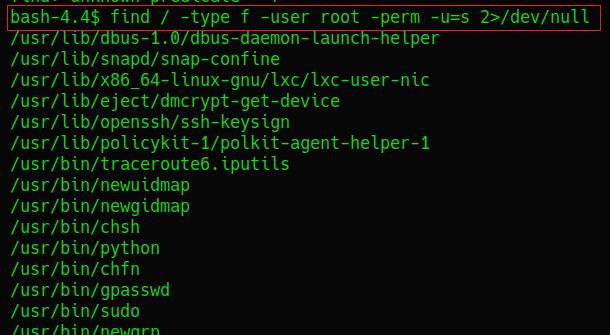 bash-4.4$ find / -type f -user root -perm -u=s 2>/dev/null
/usr/lib/dbus-1.0/dbus-daemon-launch-helper
/usr/lib/snapd/snap-confine
/usr/lib/x86_64-linux-gnu/lxc/lxc-user-nic
/usr/lib/eject/dmcrypt-get-device
/usr/lib/openssh/ssh-keysign
/usr/lib/policykit-1/polkit-agent-helper-1
/usr/bin/traceroute6.iputils
/usr/bin/newuidmap
/usr/bin/newgidmap
/usr/bin/chsh
/usr/bin/python
/usr/bin/chfn
/usr/bin/gpasswd
/usr/bin/sudo
/usr/bin/newgrp